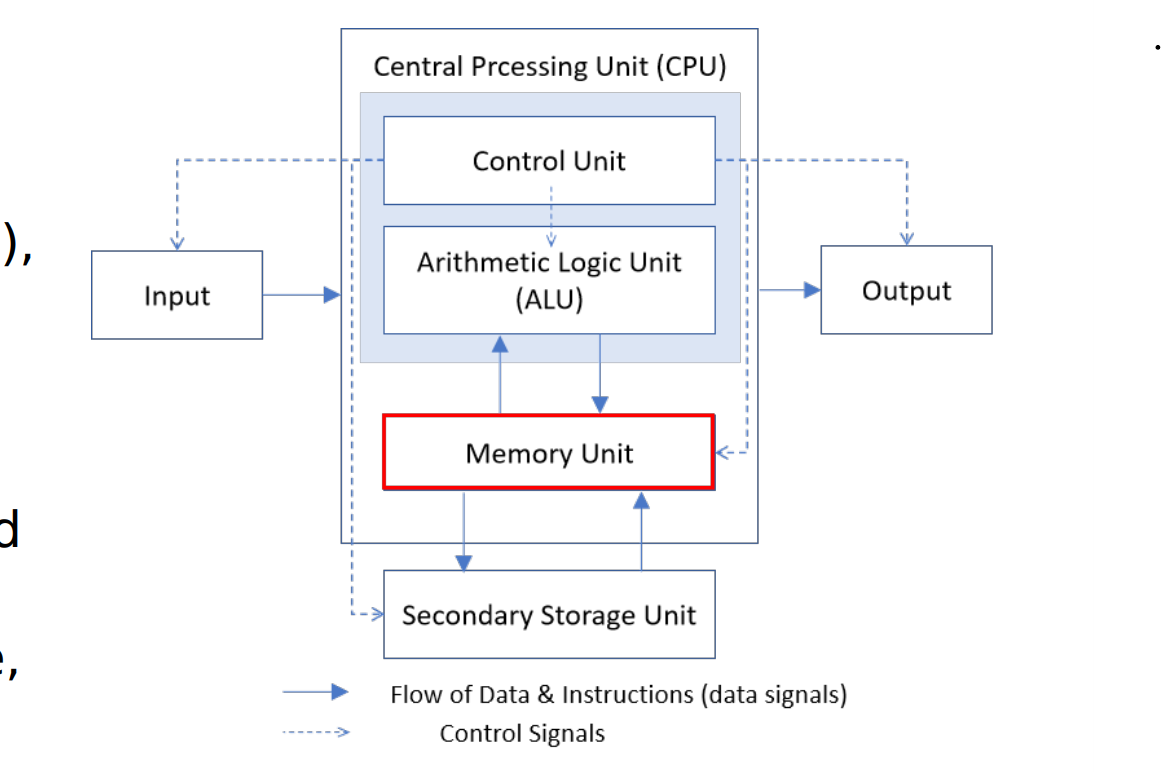 Central Prcessing Unit (CPU)
Control Unit
Arithmetic Logic Unit
(ALU)
Input
Output
Memory Unit
Secondary Storage Unit
Flow of Data & Instructions (data signals)
Control Signals
),
d
e,
.